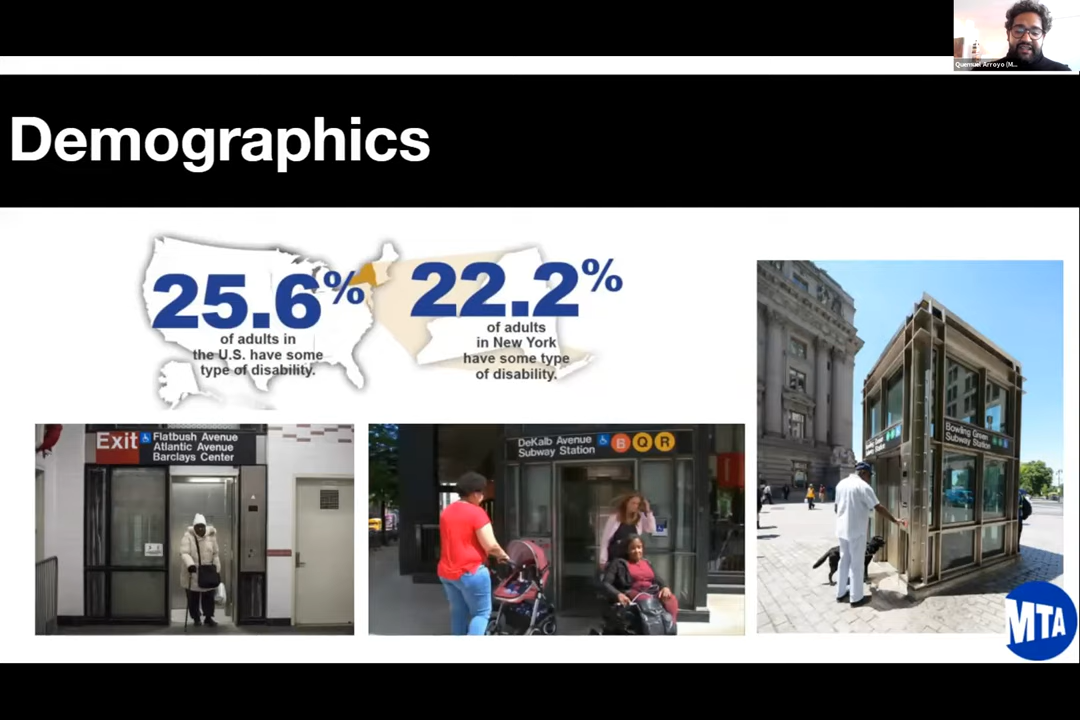 Quemuel Arroyo (M...
Demographics
25.6%
of adults in
the U.S. have some
type of disability.
22.2%
of adults
in New York
have some type
of disability.
Exit
Flatbush Avenue
Atlantic Avenue
Barclays Center
DeKalb Avenue
Subway Station
B Q R
Bowling Green
Subway Station
MTA